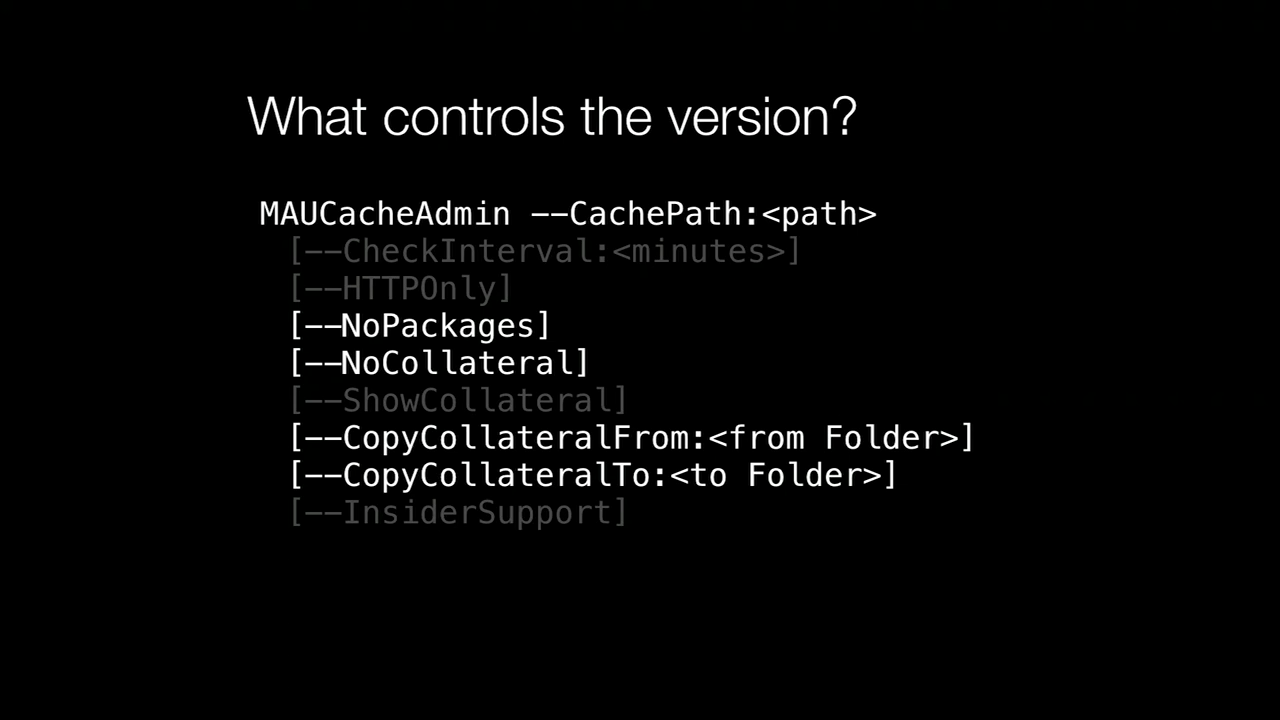 What controls the version?
MAUCacheAdmin --CachePath:<path>
[--CheckInterval:<minutes>]
[--HTTPOnly]
[--NoPackages]
[--NoCollateral]
[--ShowCollateral]
[--CopyCollateralFrom:<from Folder>]
[--CopyCollateralTo:<to Folder>]
[--InsiderSupport]